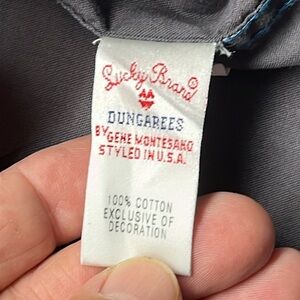 Lucky Brand
DUNGAREES
BY GENE MONTESANO
STYLED IN U.S.A.
100% COTTON
EXCLUSIVE OF
DECORATION